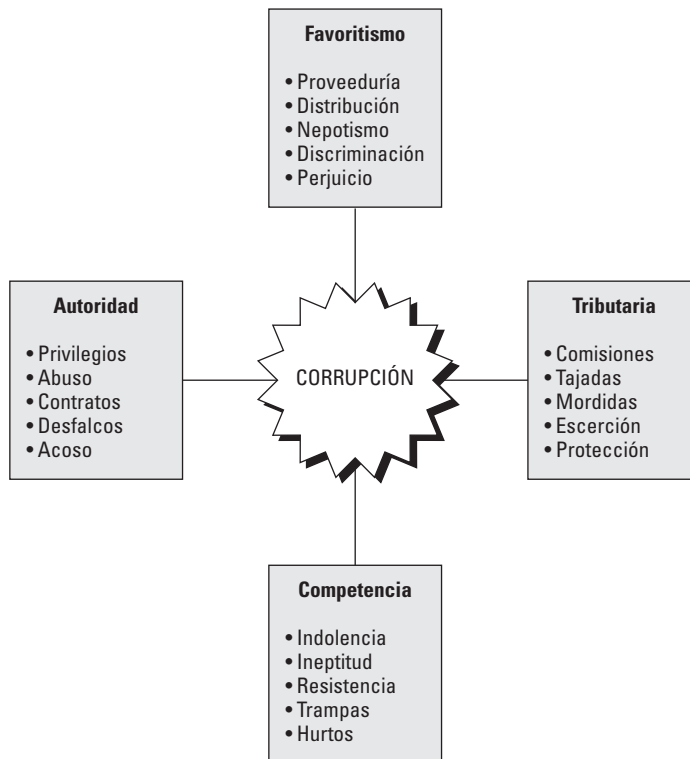 Favoritismo
• Proveeduría
• Distribución
• Nepotismo
• Discriminación
• Perjuicio
Autoridad
• Privilegios
• Abuso
• Contratos
• Desfalcos
• Acoso
CORRUPCIÓN
Tributaria
• Comisiones
• Tajadas
• Mordidas
• Escerción
• Protección
Competencia
• Indolencia
• Ineptitud
• Resistencia
• Trampas
• Hurtos